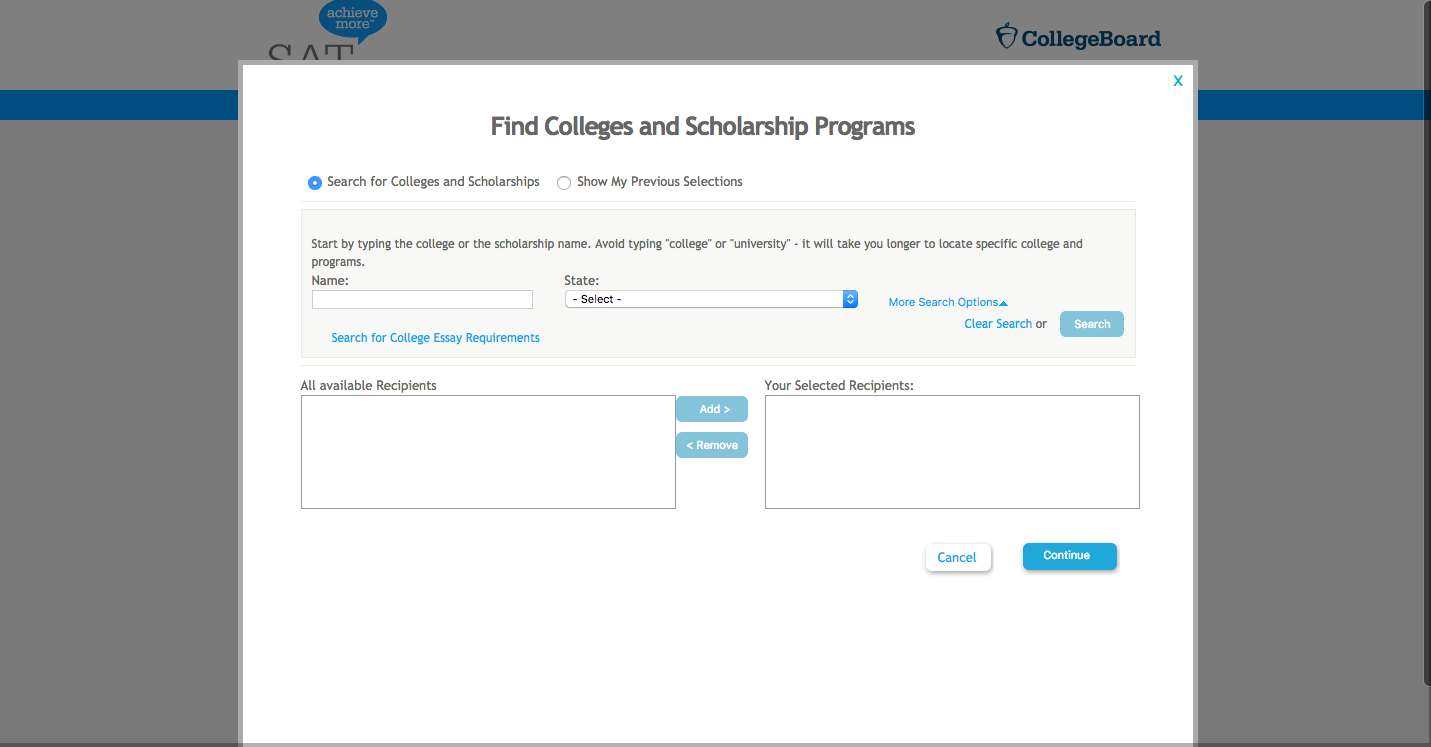 achieve
more™
SAT
CollegeBoard
X
Find Colleges and Scholarship Programs
Search for Colleges and Scholarships
Show My Previous Selections
Start by typing the college or the scholarship name. Avoid typing "college" or "university" - it will take you longer to locate specific college and
programs.
Name:
State:
- Select -
More Search Options
Clear Search or
Search
Search for College Essay Requirements
All available Recipients
Your Selected Recipients:
Add >
< Remove
Cancel
Continue